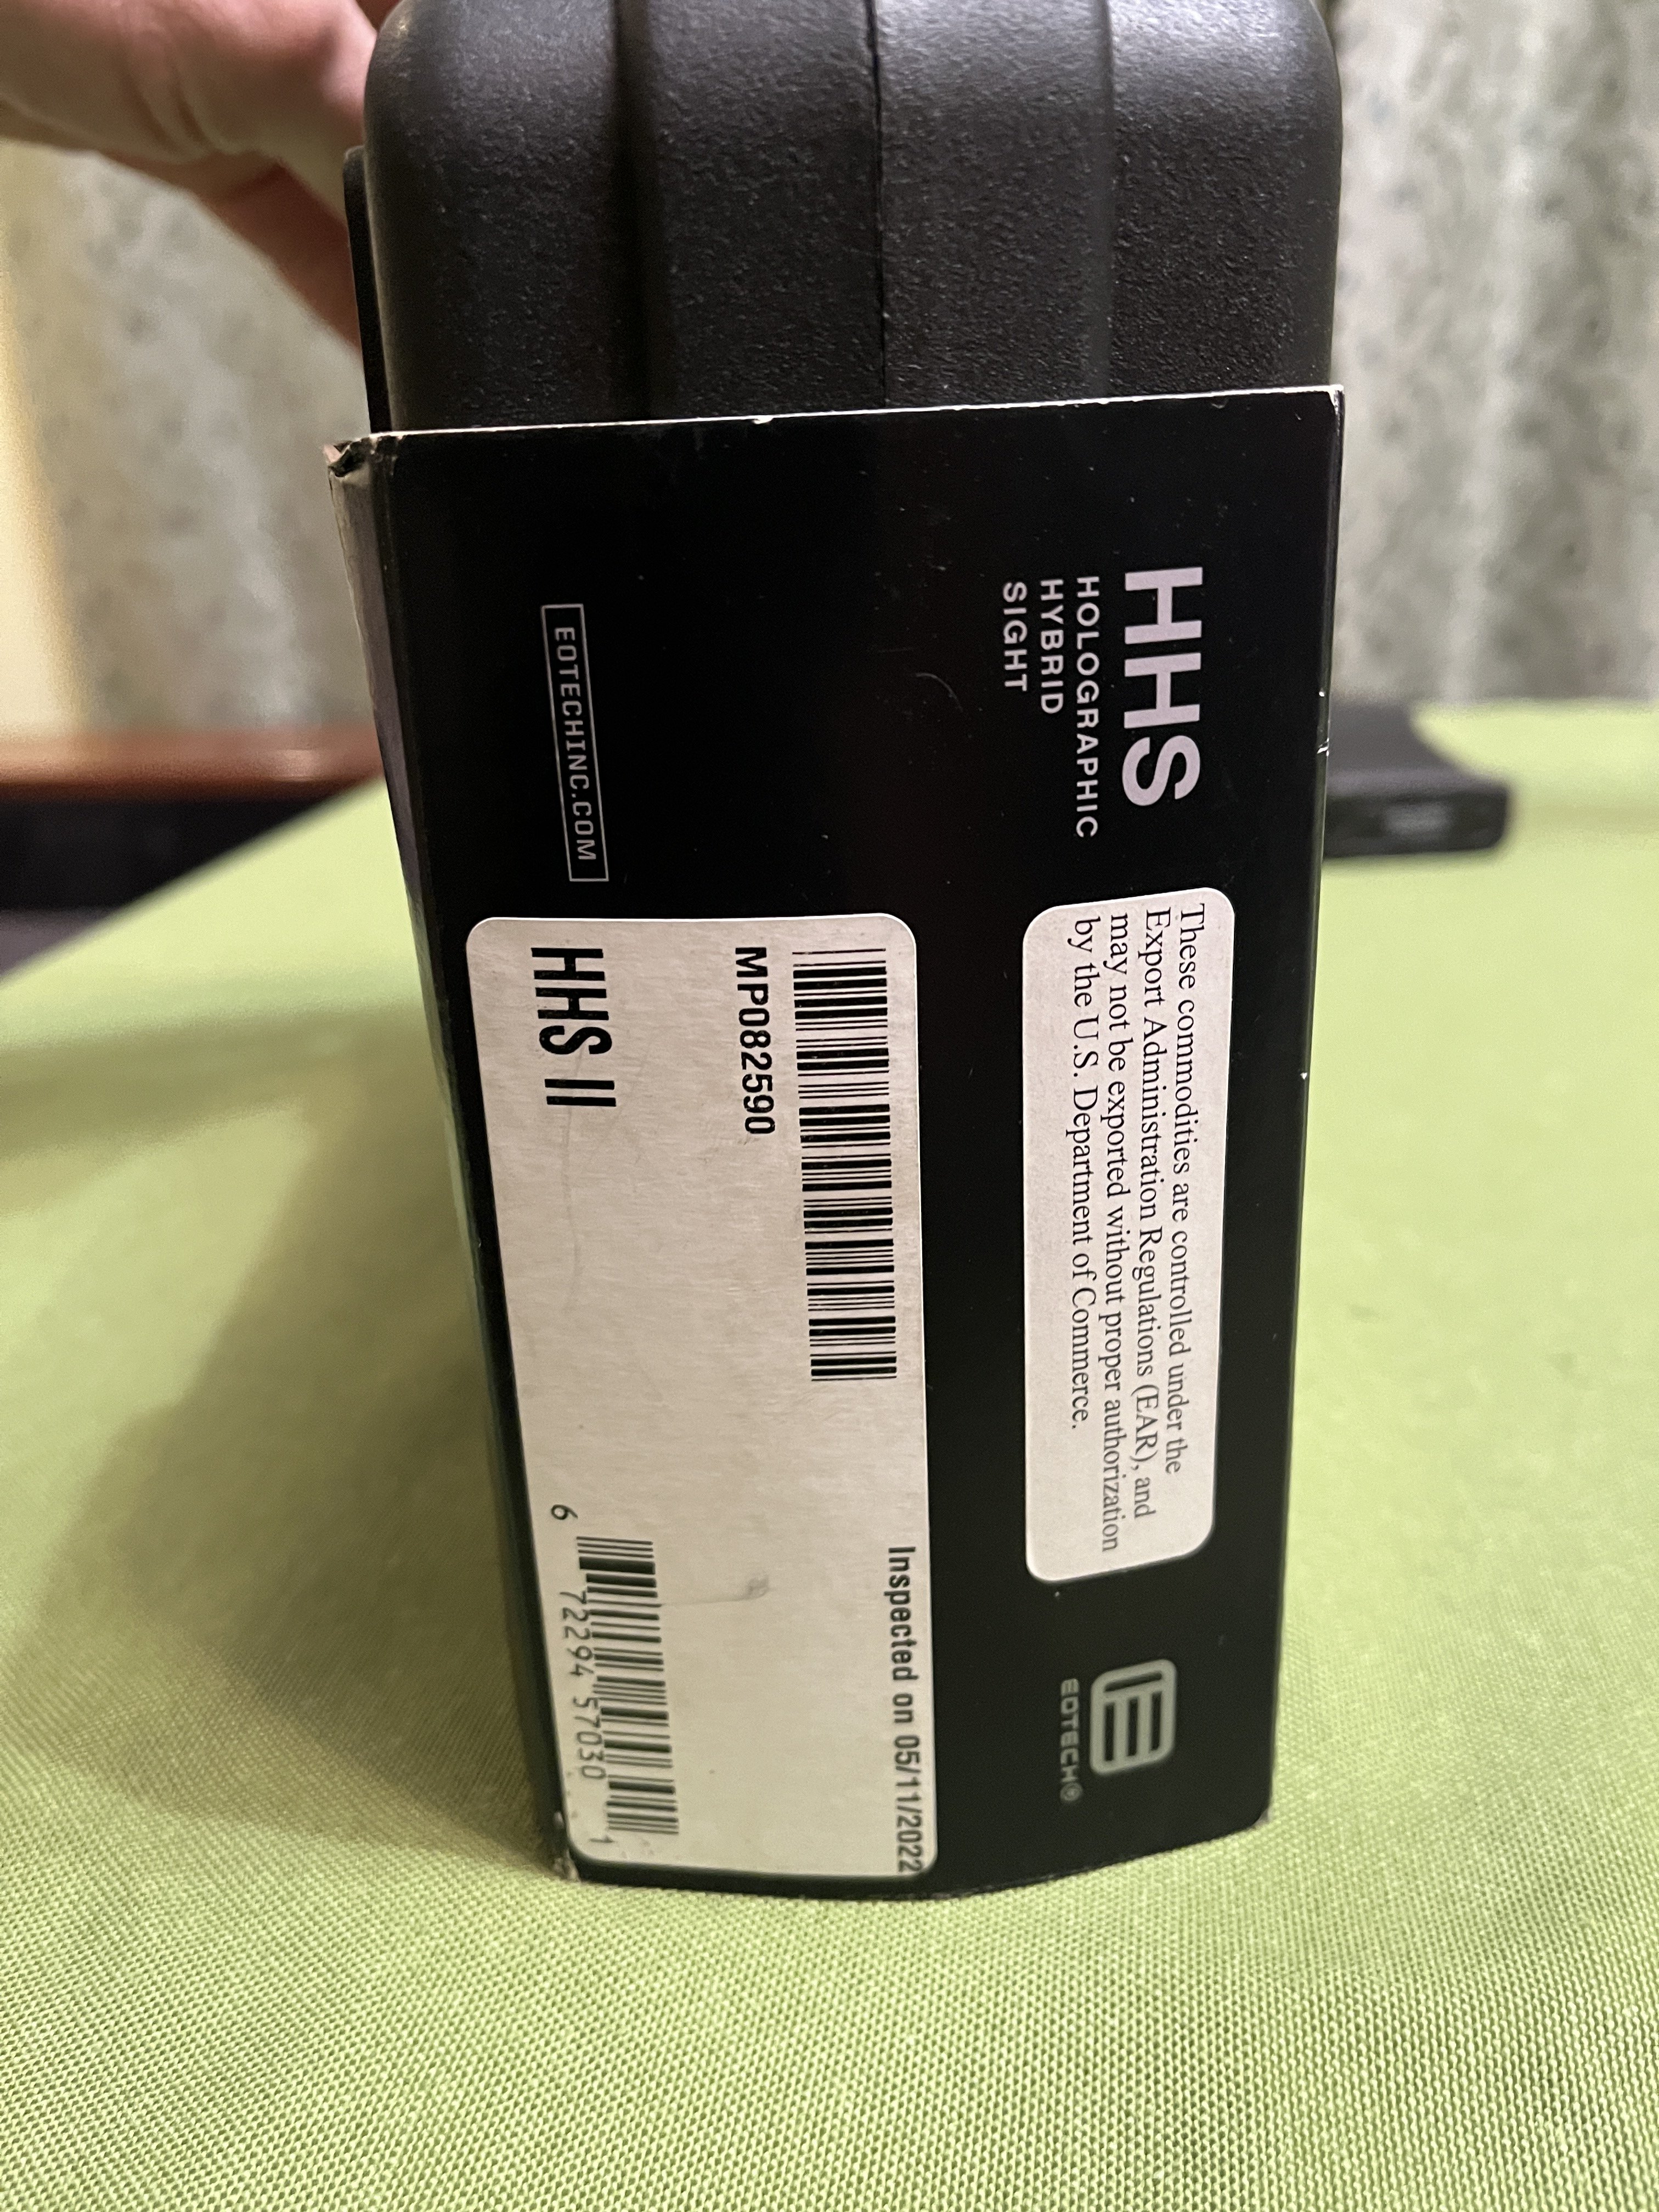 HHS
HOLOGRAPHIC
HYBRID
SIGHT
These commodities are controlled under the
Export Administration Regulations (EAR), and
may not be exported without proper authorization
by the U.S. Department of Commerce.
EOTECH®
Inspected on 05/11/2022
MP082590
HHS II
6 72294 57030 1
EOTECHINC.COM